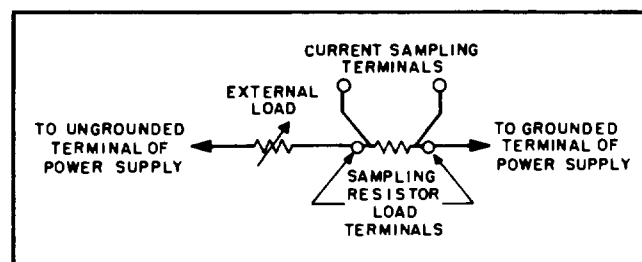 CURRENT SAMPLING
TERMINALS
EXTERNAL
LOAD
TO UNGROUNDED
TERMINAL OF
POWER SUPPLY
TO GROUNDED
TERMINAL OF
POWER SUPPLY
SAMPLING
RESISTOR
LOAD
TERMINALS